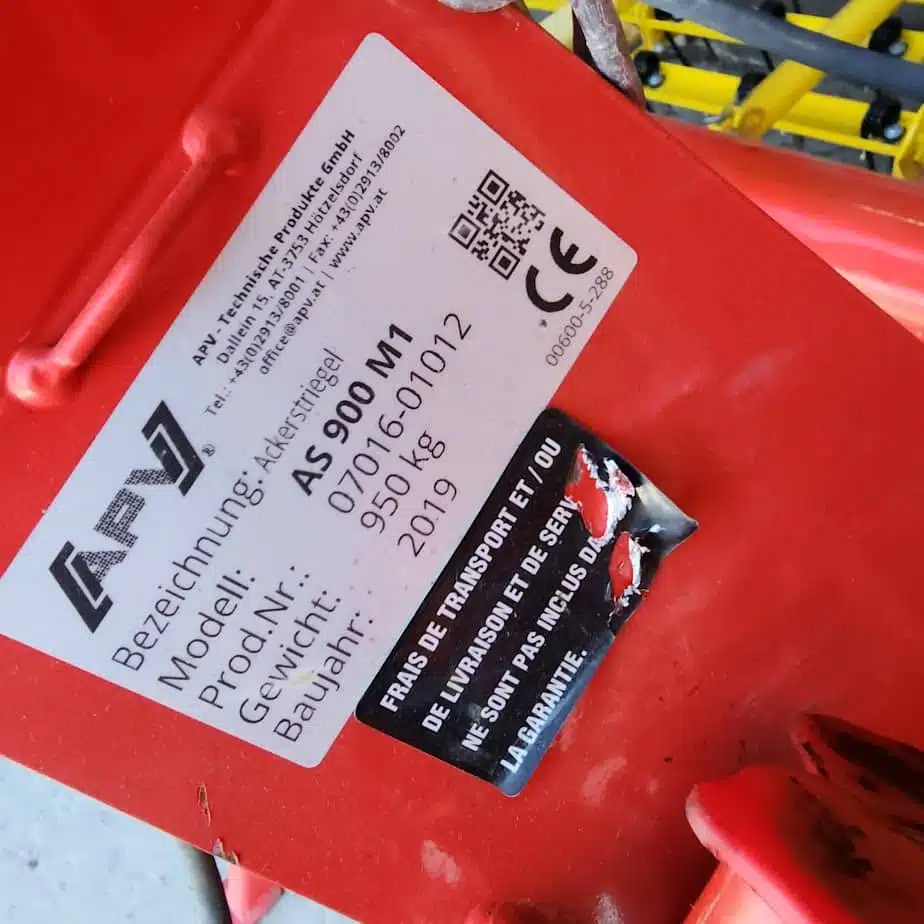 APV - Technische Produkte GmbH
Dallein 15, AT-3753 Hötzelsdorf
Tel.: +43(0)2913/8001 | Fax: +43(0)2913/8002
office@apv.at | www.apv.at
[APV]®
Bezeichnung: Ackerstriegel
Modell: AS 900 M1
Prod.Nr.: 07016-01012
Gewicht: 950 kg
Baujahr: 2019
CE
00600-5-288
FRAIS DE TRANSPORT ET / OU
DE LIVRAISON ET DE
NE SONT PAS INCLUS
LA GARANTIE.